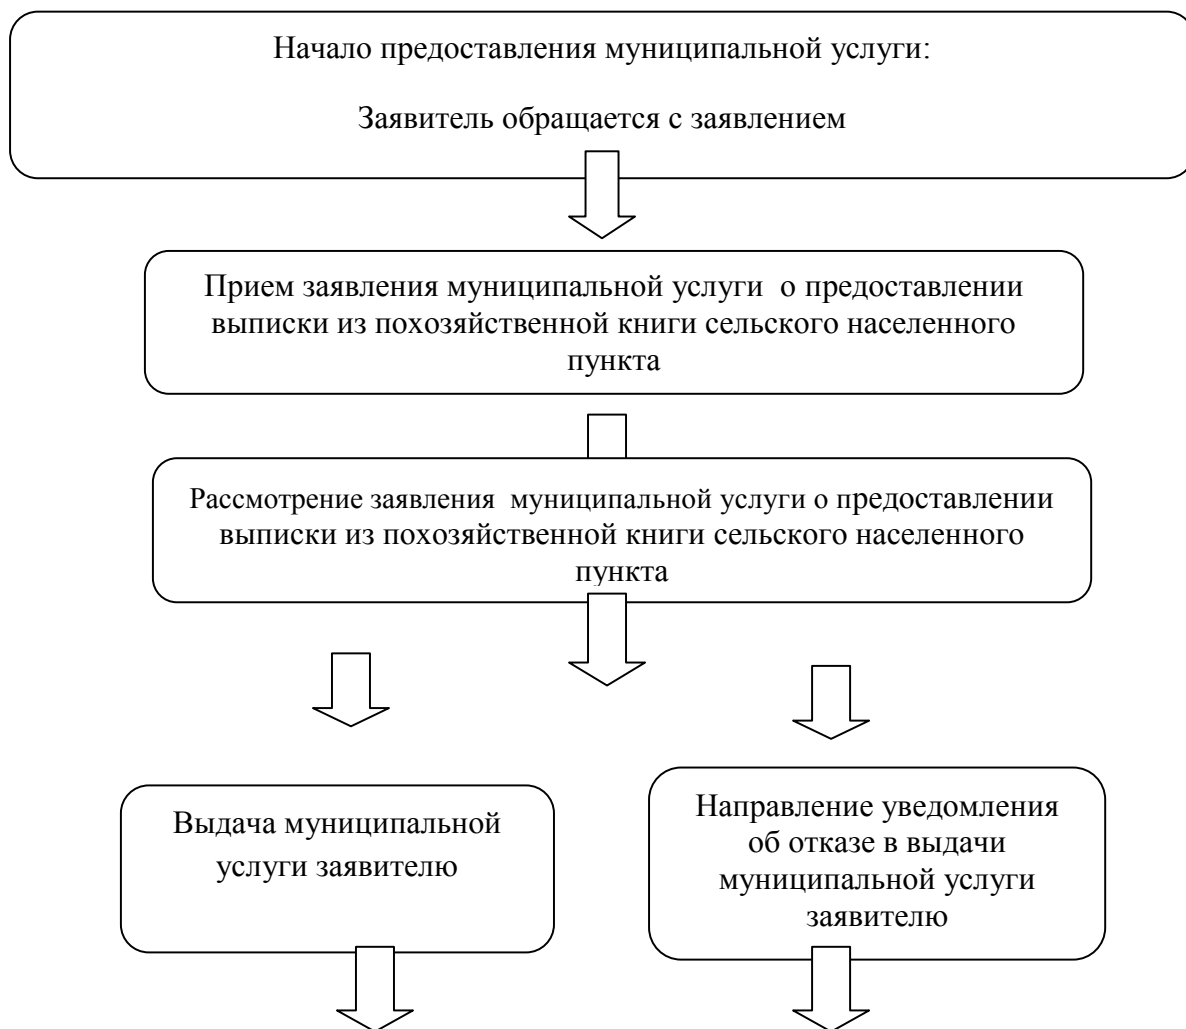 Начало предоставления муниципальной услуги:
Заявитель обращается с заявлением
Прием заявления муниципальной услуги о предоставлении
выписки из похозяйственной книги сельского населенного
пункта
Рассмотрение заявления муниципальной услуги о предоставлении
выписки из похозяйственной книги сельского населенного
пункта
Выдача муниципальной
услуги заявителю
Направление уведомления
об отказе в выдачи
муниципальной услуги
заявителю